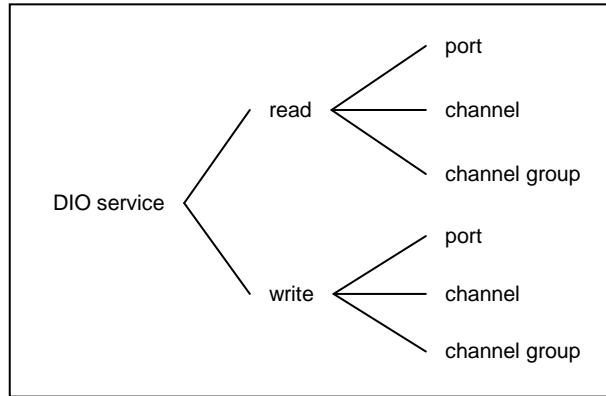 port
read
channel
channel group
DIO service
port
write
channel
channel group